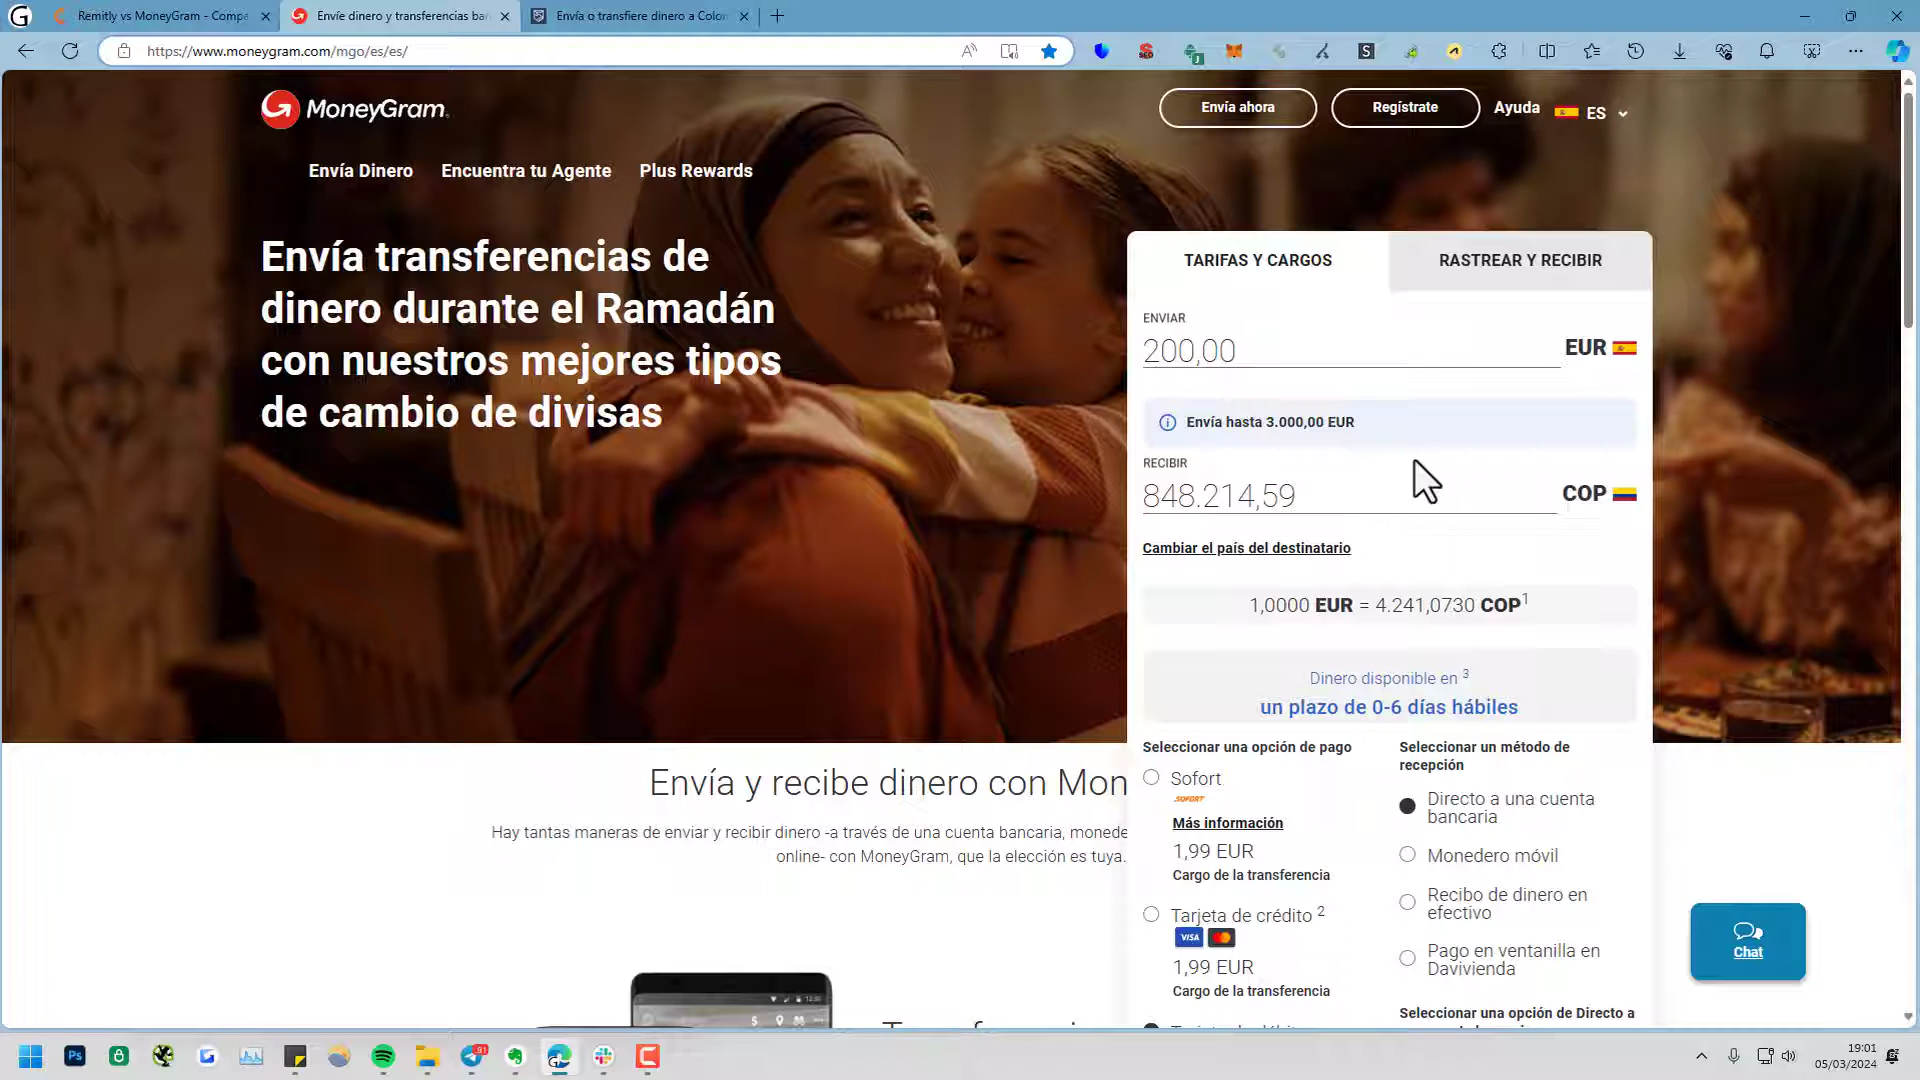 Remitly vs MoneyGram - Compa
Envíe dinero y transferencias ban
Envía o transfiere dinero a Colom
https://www.moneygram.com/mgo/es/es/
MoneyGram
Envía ahora
Regístrate
Ayuda
ES
Envía Dinero
Encuentra tu Agente
Plus Rewards
Envía transferencias de
dinero durante el Ramadán
con nuestros mejores tipos
de cambio de divisas
TARIFAS Y CARGOS
RASTREAR Y RECIBIR
ENVIAR
200,00
EUR
Envía hasta 3.000,00 EUR
RECIBIR
848.214,59
COP
Cambiar el país del destinatario
1,0000 EUR = 4.241,0730 COP1
Dinero disponible en 3
un plazo de 0-6 días hábiles
Seleccionar una opción de pago
Sofort
SOFORT
Más información
1,99 EUR
Cargo de la transferencia
Tarjeta de crédito 2
VISA
1,99 EUR
Cargo de la transferencia
Seleccionar un método de
recepción
Directo a una cuenta
bancaria
Monedero móvil
Recibo de dinero en
efectivo
Pago en ventanilla en
Davivienda
Seleccionar una opción de Directo a
Envía y recibe dinero con Mon
Hay tantas maneras de enviar y recibir dinero -a través de una cuenta bancaria, monede
online- con MoneyGram, que la elección es tuya.
Chat
Ps
91
19:01
05/03/2024